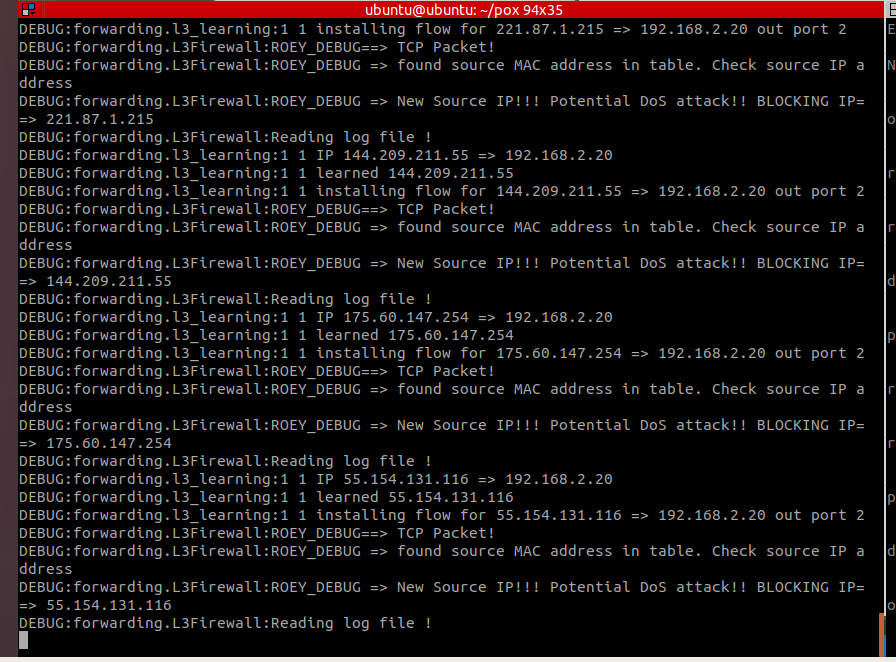 ubuntu@ubuntu: ~/pox 94x35
DEBUG:forwarding.l3_learning:1 1 installing flow for 221.87.1.215 => 192.168.2.20 out port 2
DEBUG:forwarding.L3Firewall:ROEY_DEBUG==> TCP Packet!
DEBUG:forwarding.L3Firewall:ROEY_DEBUG => found source MAC address in table. Check source IP a
ddress
DEBUG:forwarding.L3Firewall:ROEY_DEBUG => New Source IP!!! Potential DoS attack!! BLOCKING IP=
=> 221.87.1.215
DEBUG:forwarding.L3Firewall:Reading log file !
DEBUG:forwarding.l3_learning:1 1 IP 144.209.211.55 => 192.168.2.20
DEBUG:forwarding.l3_learning:1 1 learned 144.209.211.55
DEBUG:forwarding.l3_learning:1 1 installing flow for 144.209.211.55 => 192.168.2.20 out port 2
DEBUG:forwarding.L3Firewall:ROEY_DEBUG==> TCP Packet!
DEBUG:forwarding.L3Firewall:ROEY_DEBUG => found source MAC address in table. Check source IP a
ddress
DEBUG:forwarding.L3Firewall:ROEY_DEBUG => New Source IP!!! Potential DoS attack!! BLOCKING IP=
=> 144.209.211.55
DEBUG:forwarding.L3Firewall:Reading log file !
DEBUG:forwarding.l3_learning:1 1 IP 175.60.147.254 => 192.168.2.20
DEBUG:forwarding.l3_learning:1 1 learned 175.60.147.254
DEBUG:forwarding.l3_learning:1 1 installing flow for 175.60.147.254 => 192.168.2.20 out port 2
DEBUG:forwarding.L3Firewall:ROEY_DEBUG==> TCP Packet!
DEBUG:forwarding.L3Firewall:ROEY_DEBUG => found source MAC address in table. Check source IP a
ddress
DEBUG:forwarding.L3Firewall:ROEY_DEBUG => New Source IP!!! Potential DoS attack!! BLOCKING IP=
=> 175.60.147.254
DEBUG:forwarding.L3Firewall:Reading log file !
DEBUG:forwarding.l3_learning:1 1 IP 55.154.131.116 => 192.168.2.20
DEBUG:forwarding.l3_learning:1 1 learned 55.154.131.116
DEBUG:forwarding.l3_learning:1 1 installing flow for 55.154.131.116 => 192.168.2.20 out port 2
DEBUG:forwarding.L3Firewall:ROEY_DEBUG==> TCP Packet!
DEBUG:forwarding.L3Firewall:ROEY_DEBUG => found source MAC address in table. Check source IP a
ddress
DEBUG:forwarding.L3Firewall:ROEY_DEBUG => New Source IP!!! Potential DoS attack!! BLOCKING IP=
=> 55.154.131.116
DEBUG:forwarding.L3Firewall:Reading log file !